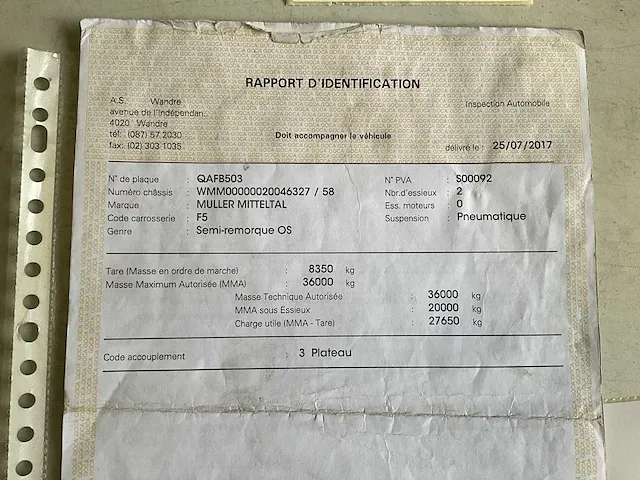 RAPPORT D'IDENTIFICATION
A.S. Wandre
avenue de l'Indépendan
4020 Wandre
tél: (087) 57 2030
fax: (02) 303 1035
Inspection Automobile
Doit accompagner le véhicule
délivré le : 25/07/2017
N° de plaque : QAFB503
N° PVA : S00092
Numéro châssis : WMM00000020046327 / 58
Nbr.d'essieux : 2
Marque : MULLER MITTELTAL
Ess. moteurs : 0
Code carrosserie : F5
Suspension : Pneumatique
Genre : Semi-remorque OS
Tare (Masse en ordre de marche) : 8350 kg
Masse Maximum Autorisée (MMA) : 36000 kg
Masse Technique Autorisée : 36000 kg
MMA sous Essieux : 20000 kg
Charge utile (MMA - Tare) : 27650 kg
Code accouplement : 3 Plateau